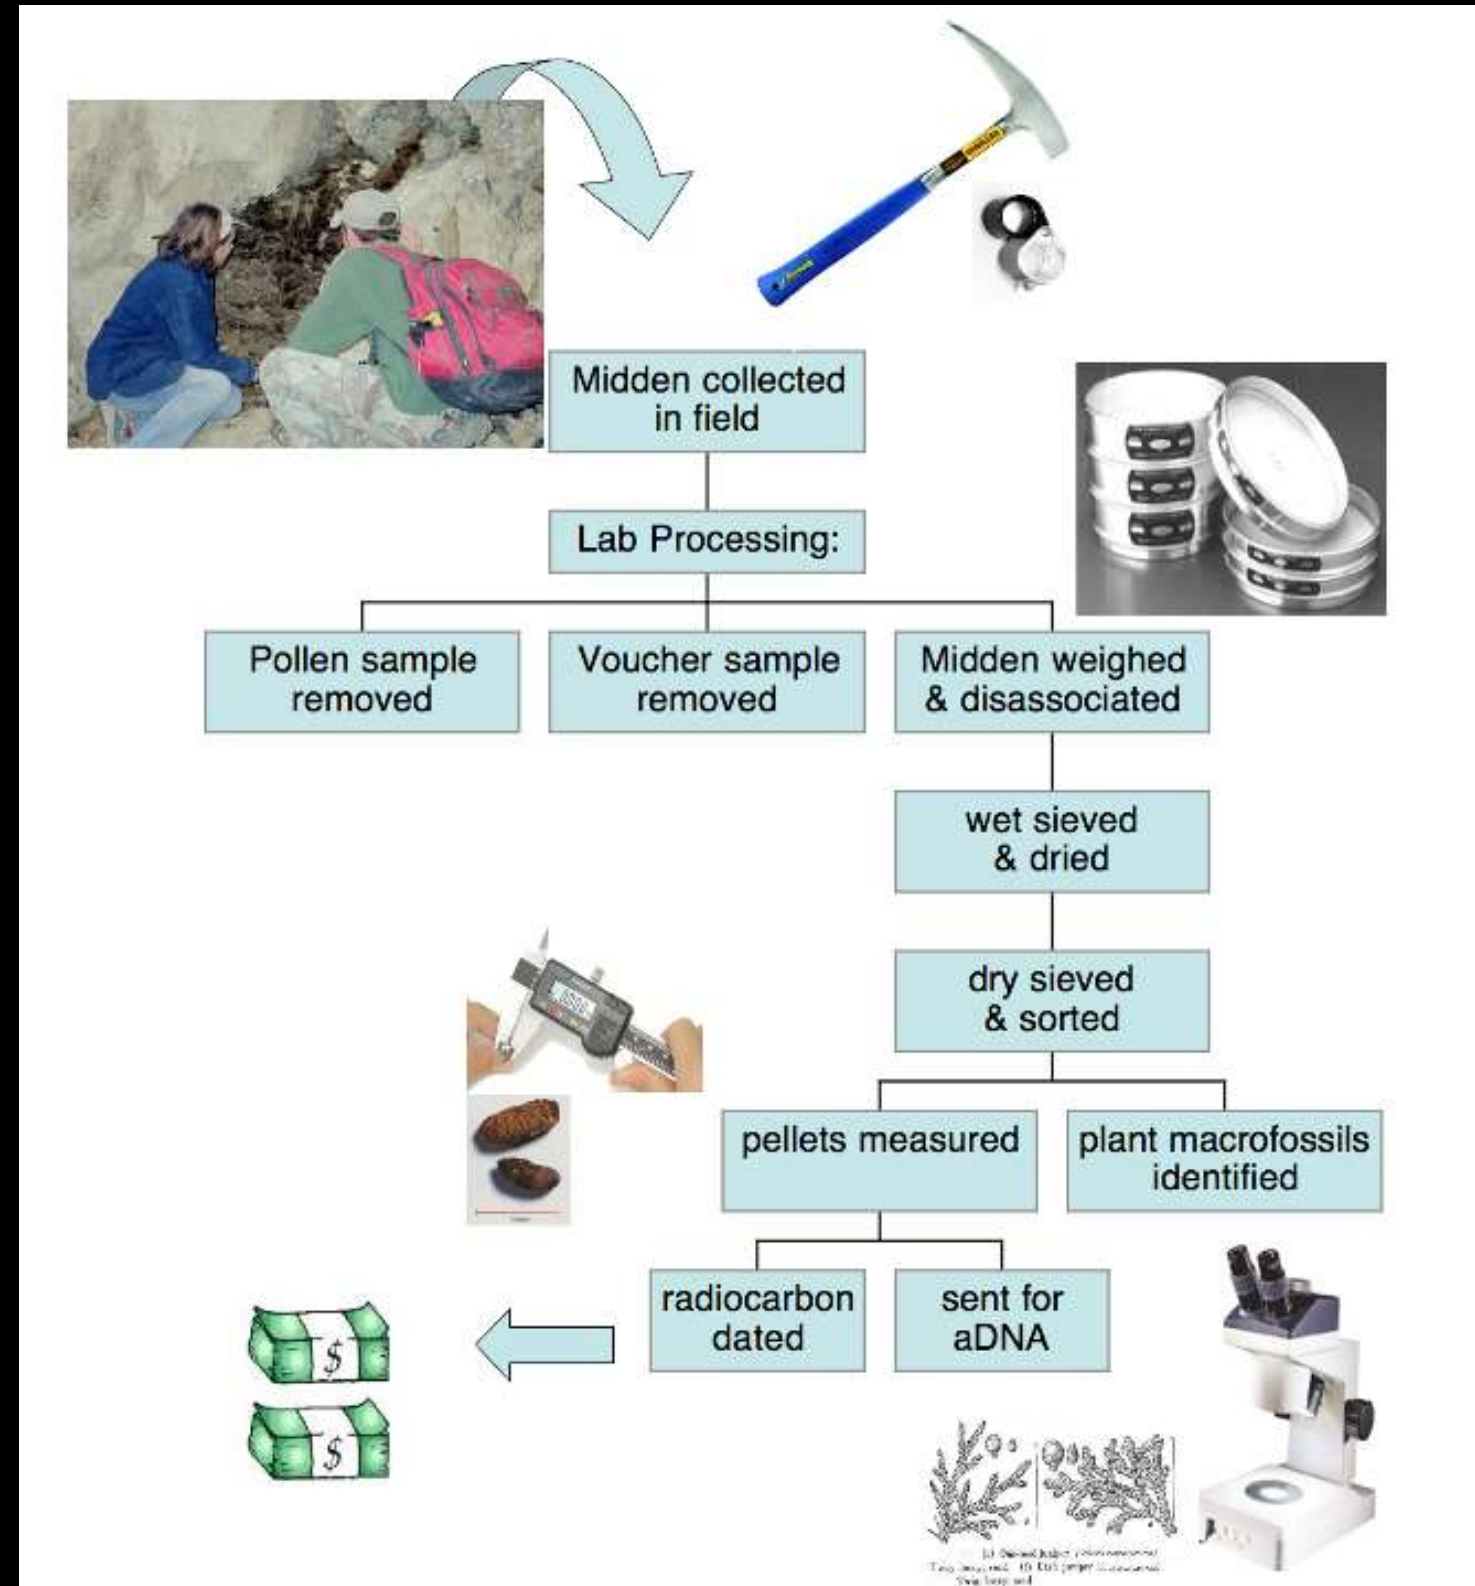 Midden collected
in field
Lab Processing:
Pollen sample
removed
Voucher sample
removed
Midden weighed
& disassociated
wet sieved
& dried
dry sieved
& sorted
pellets measured
plant macrofossils
identified
radiocarbon
dated
sent for
aDNA
$
$